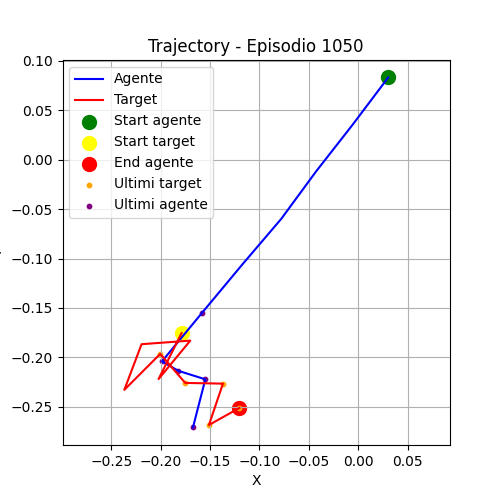 Trajectory - Episodio 1050
Agente
Target
Start agente
Start target
End agente
Ultimi target
Ultimi agente
0.10
0.05
0.00
−0.05
−0.10
−0.15
−0.20
−0.25
−0.25 −0.20 −0.15 −0.10 −0.05 0.00 0.05
X